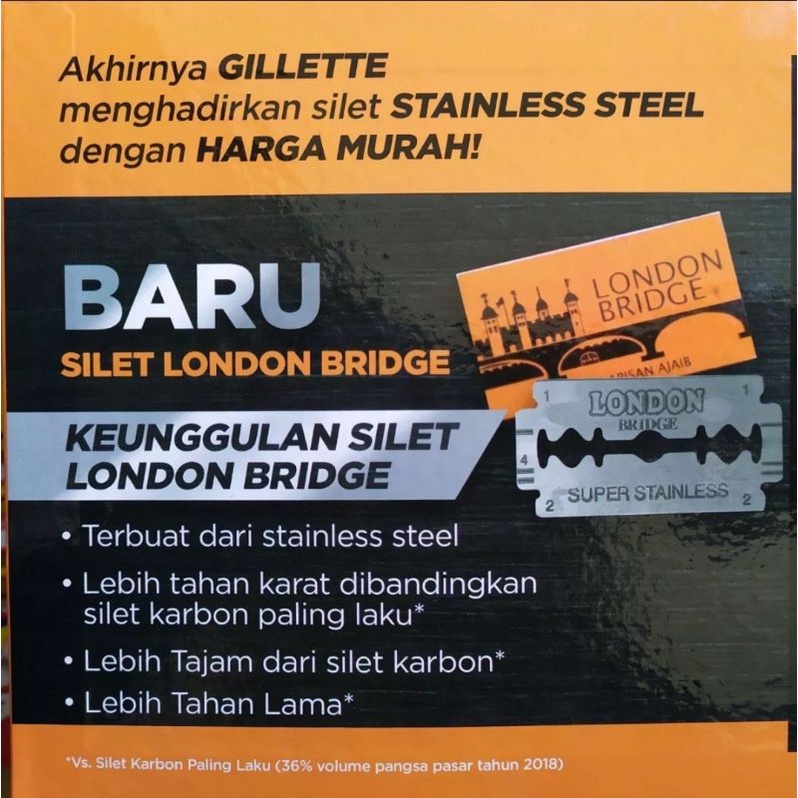 Akhirnya GILLETTE
menghadirkan silet STAINLESS STEEL
dengan HARGA MURAH!
BARU
SILET LONDON BRIDGE
LONDON
BRIDGE
AJAIB
KEUNGGULAN SILET
LONDON BRIDGE
1 LONDON 1
BRIDGE
4
2 SUPER STAINLESS 2
• Terbuat dari stainless steel
• Lebih tahan karat dibandingkan
silet karbon paling laku*
• Lebih Tajam dari silet karbon*
• Lebih Tahan Lama*
*Vs. Silet Karbon Paling Laku (36% volume pangsa pasar tahun 2018)